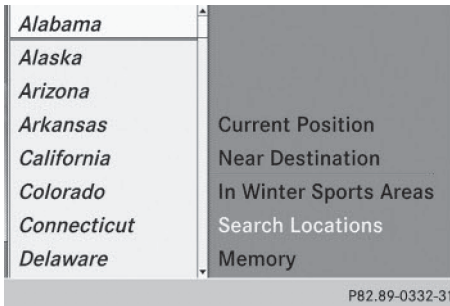 Alabama
Alaska
Arizona
Arkansas
California
Colorado
Connecticut
Delaware
Current Position
Near Destination
In Winter Sports Areas
Search Locations
Memory
P82.89-0332-31